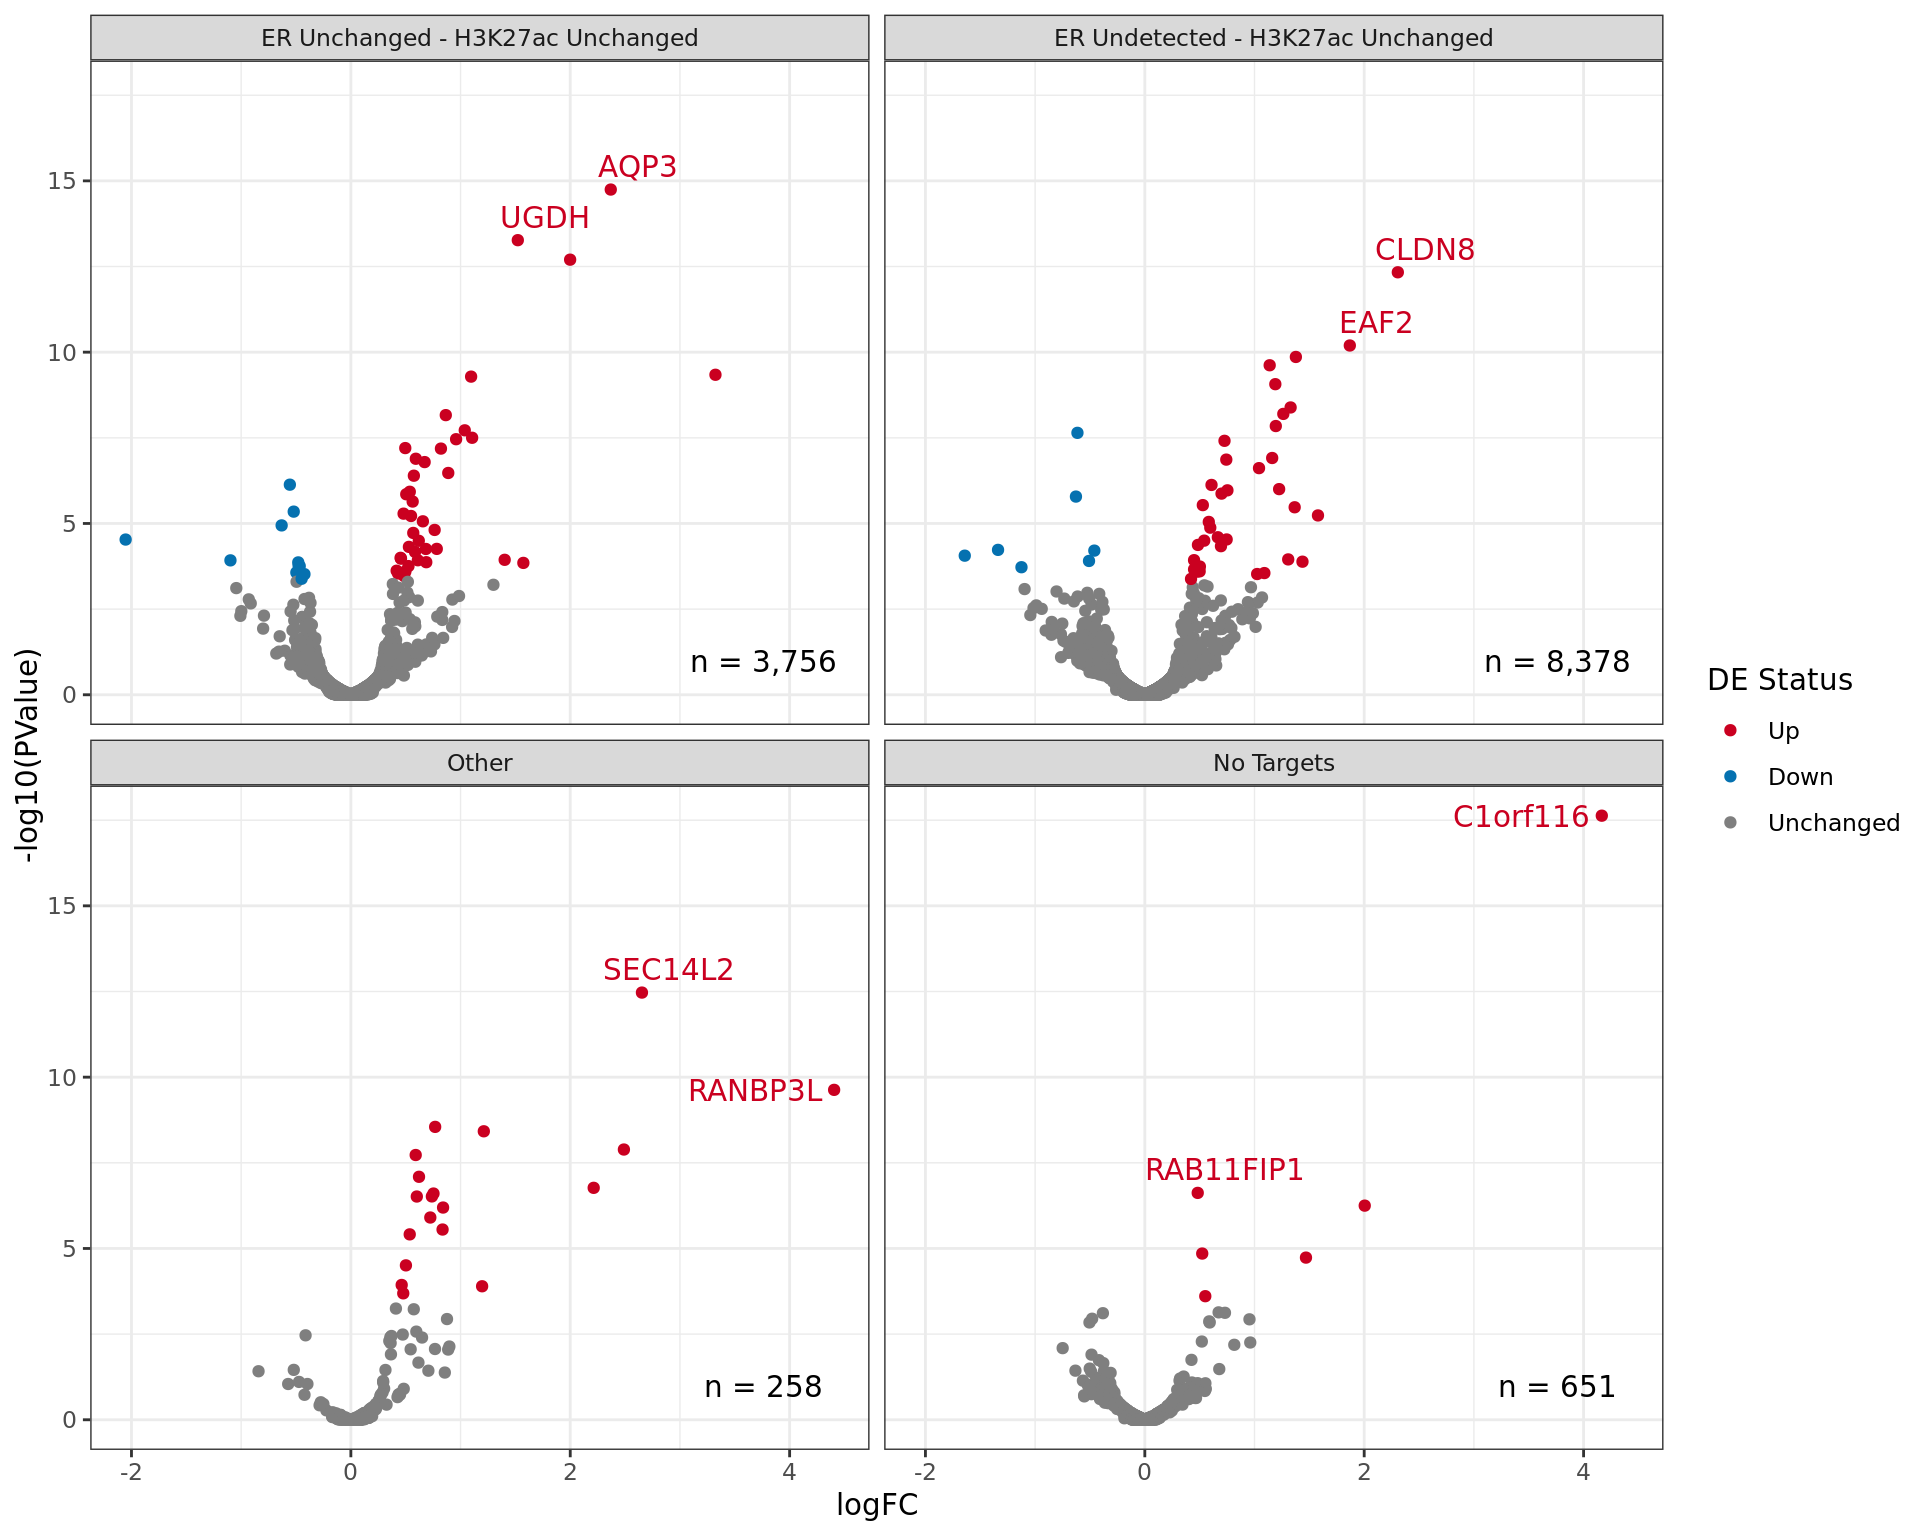 ER Unchanged - H3K27ac Unchanged
ER Undetected - H3K27ac Unchanged
15
10
5
0
AQP3
UGDH
n = 3,756
CLDN8
EAF2
n = 8,378
Other
No Targets
15
10
5
0
SEC14L2
RANBP3L
n = 258
C1orf116
RAB11FIP1
n = 651
-2
0
2
4
-2
0
2
4
logFC
-log10(PValue)
DE Status
Up
Down
Unchanged